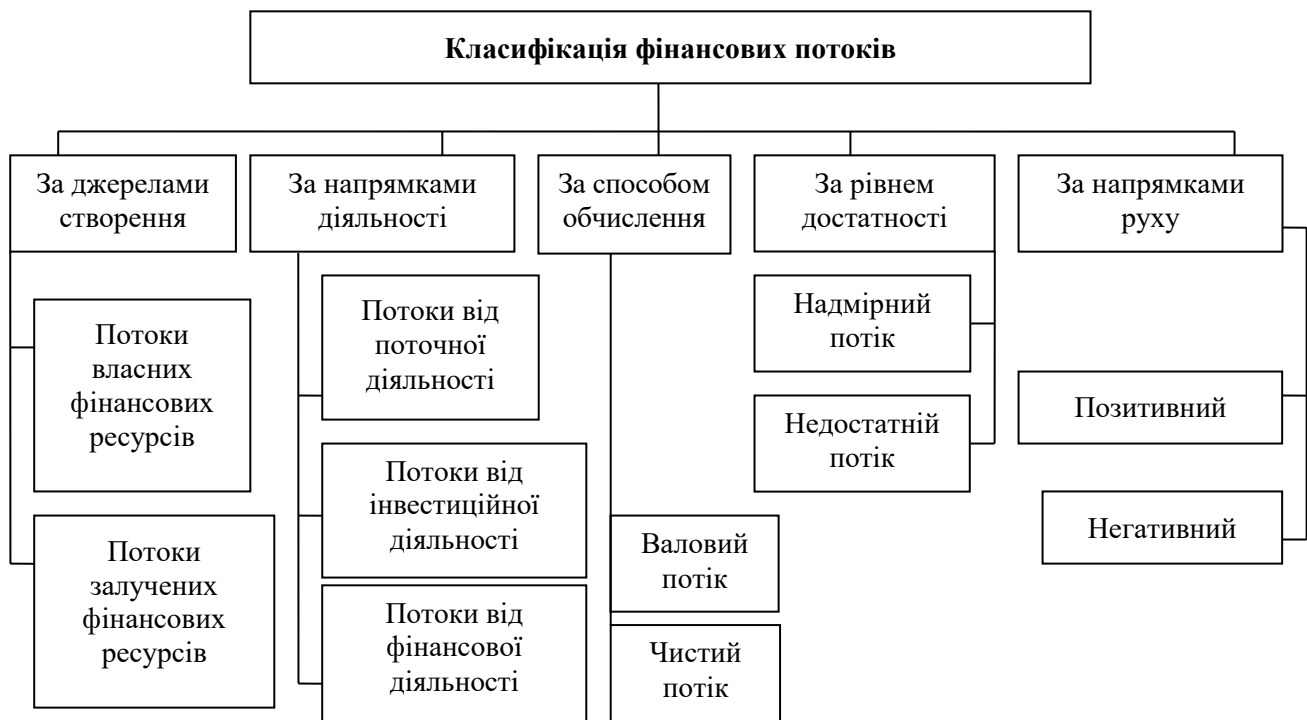 Класифікація фінансових потоків
За джерелами
створення
За напрямками
діяльності
За способом
обчислення
За рівнем
достатності
За напрямками
руху
Потоки
власних
фінансових
ресурсів
Потоки
залучених
фінансових
ресурсів
Потоки від
поточної
діяльності
Потоки від
інвестиційної
діяльності
Потоки від
фінансової
діяльності
Валовий
потік
Чистий
потік
Надмірний
потік
Недостатній
потік
Позитивний
Негативний